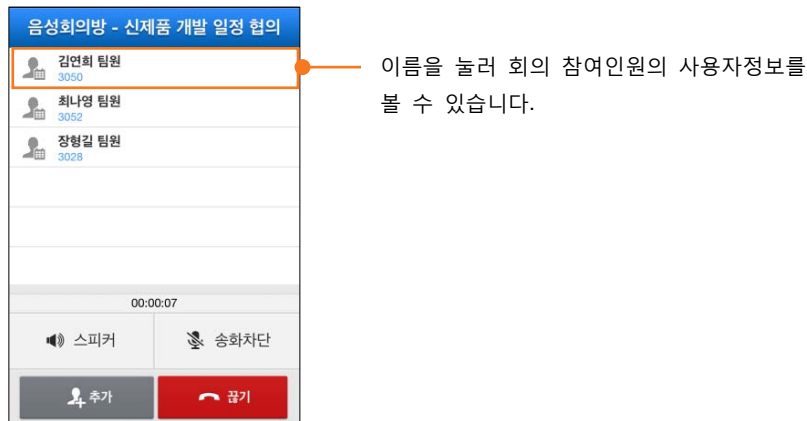 음성회의방 - 신제품 개발 일정 협의
김연희 팀원
3050
최나영 팀원
3052
장형길 팀원
3028
00:00:07
스피커
송화차단
추가
끊기
이름을 눌러 회의 참여인원의 사용자정보를
볼 수 있습니다.